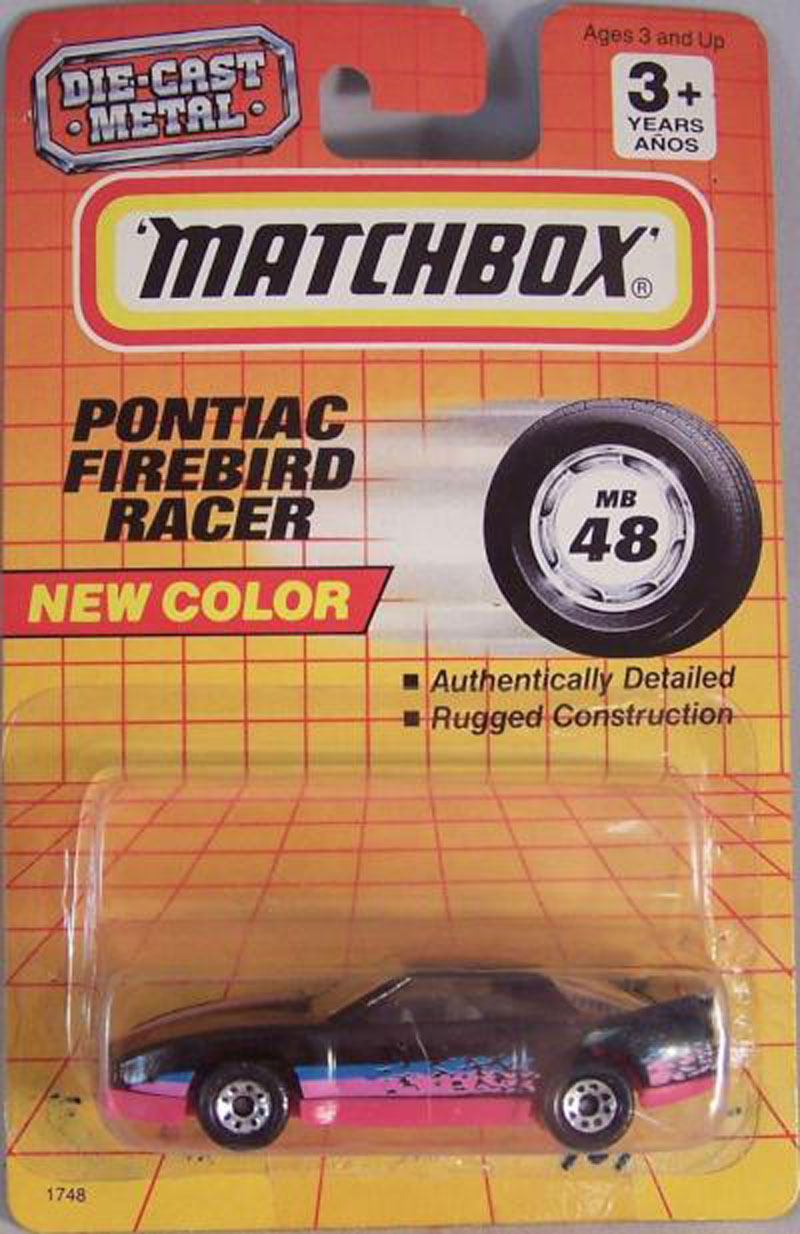 DIE-CAST
METAL
Ages 3 and Up
3+
YEARS
AÑOS
'MATCHBOX'®
PONTIAC
FIREBIRD
RACER
MB
48
NEW COLOR
■ Authentically Detailed
■ Rugged Construction
1748